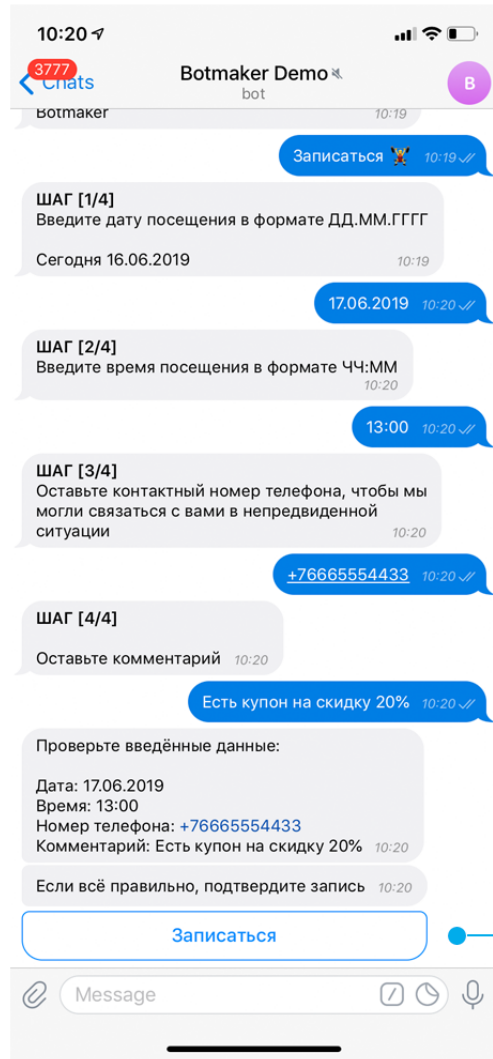 10:20
3777
Chats
Botmaker Demo
bot
B
Botmaker 10:19
Записаться 🏋 10:19
ШАГ [1/4]
Введите дату посещения в формате ДД.ММ.ГГГГ
Сегодня 16.06.2019 10:19
17.06.2019 10:20
ШАГ [2/4]
Введите время посещения в формате ЧЧ:ММ
10:20
13:00 10:20
ШАГ [3/4]
Оставьте контактный номер телефона, чтобы мы
могли связаться с вами в непредвиденной
ситуации 10:20
+76665554433 10:20
ШАГ [4/4]
Оставьте комментарий 10:20
Есть купон на скидку 20% 10:20
Проверьте введённые данные:
Дата: 17.06.2019
Время: 13:00
Номер телефона: +76665554433
Комментарий: Есть купон на скидку 20% 10:20
Если всё правильно, подтвердите запись 10:20
Записаться
Message